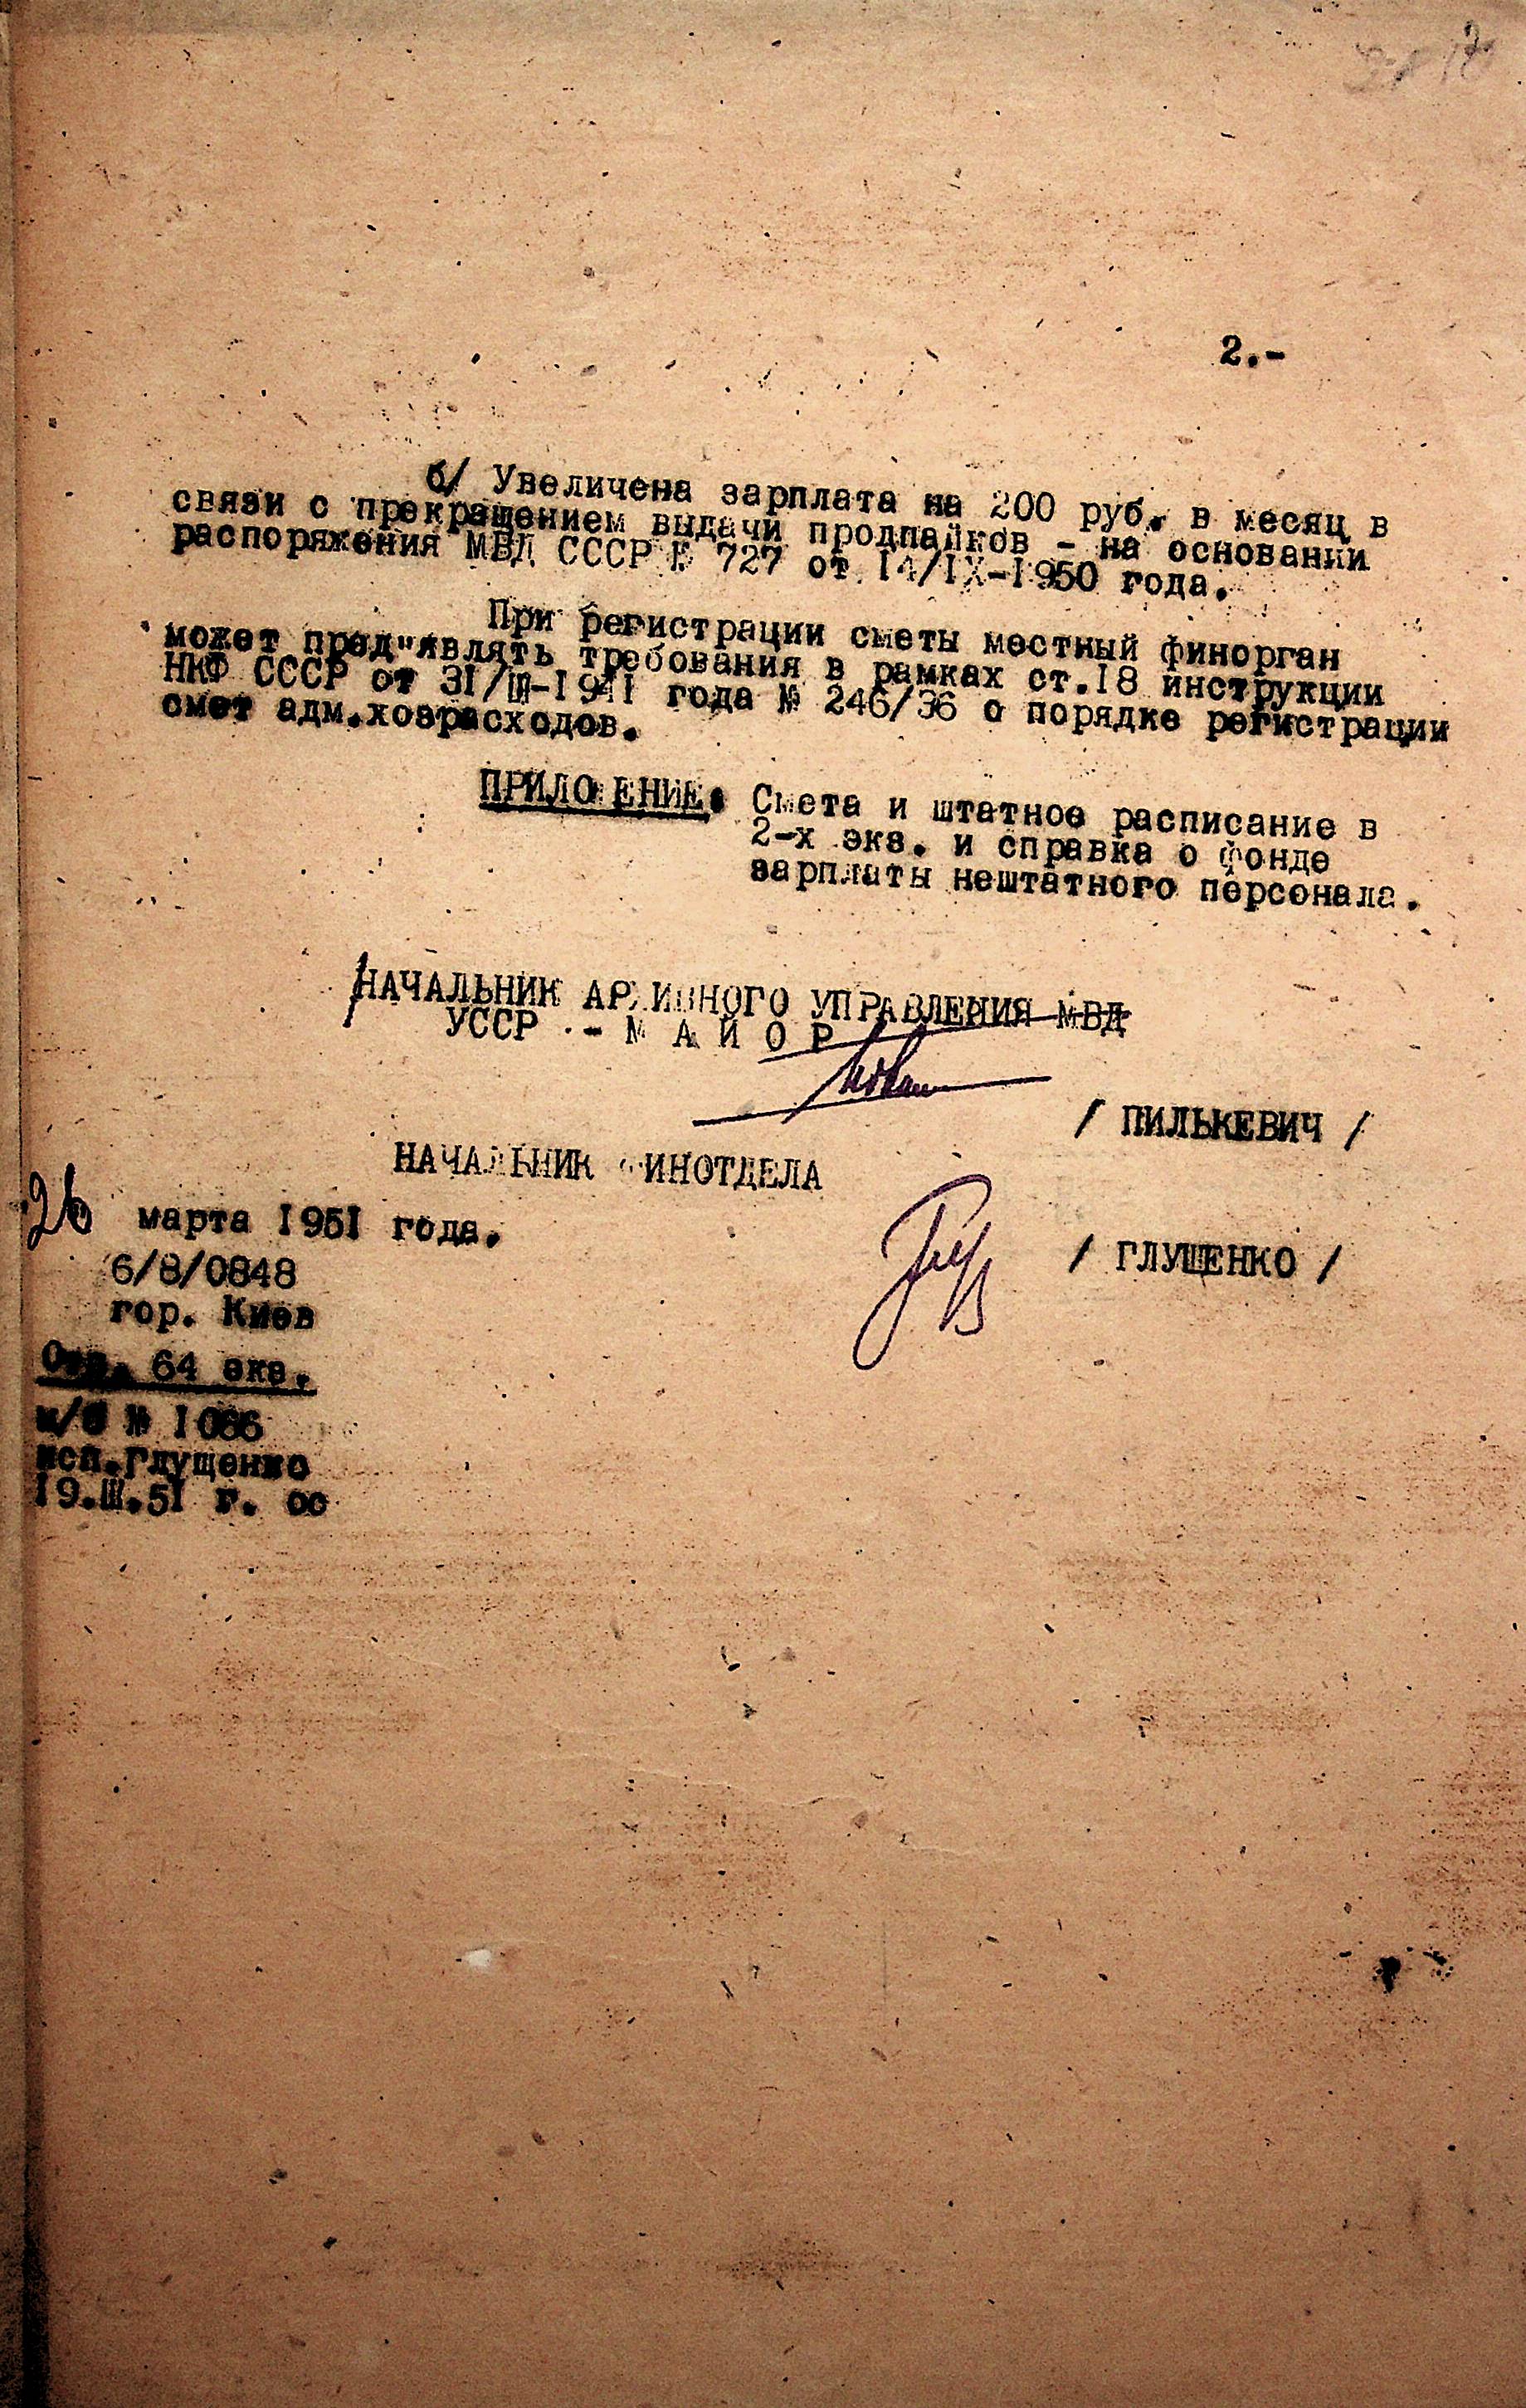 2.-
б/ Увеличена зарплата на 200 руб. в месяц в
связи с прекращением выдачи продпайков - на основании
распоряжения МВД СССР № 727 от 14/IX-1950 года.
При регистрации сметы местный финорган
может пред"являть требования в рамках ст.18 инструкции
НКФ СССР от 31/III-1941 года № 246/36 о порядке регистрации
смет адм.хозрасходов.
ПРИЛОЖЕНИЕ: Смета и штатное расписание в
2-х экз. и справка о фонде
зарплаты нештатного персонала.
НАЧАЛЬНИК АРХИВНОГО УПРАВЛЕНИЯ МВД
УССР - М А Й О Р
/ ПИЛЬКЕВИЧ /
НАЧАЛЬНИК ФИНОТДЕЛА
/ ГЛУЩЕНКО /
26 марта 1951 года.
6/8/0848
гор. Киев
Отп. 64 экз.
м/б № 1066
исп.Глущенко
19.III.51 г. оо